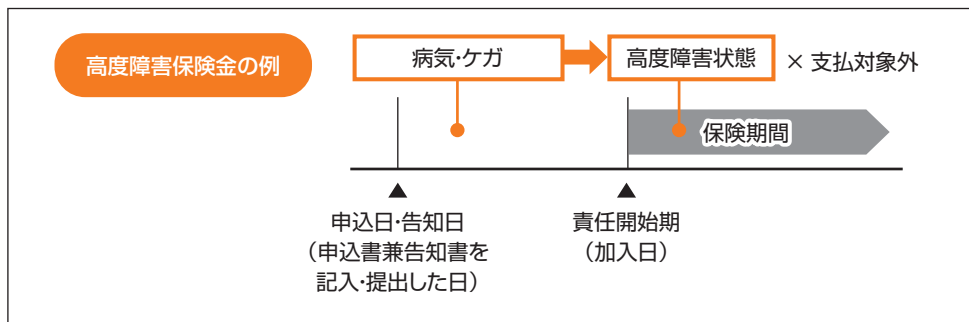 高度障害保険金の例
病気・ケガ
高度障害状態
× 支払対象外
保険期間
申込日・告知日
（申込書兼告知書を
記入・提出した日）
責任開始期
（加入日）